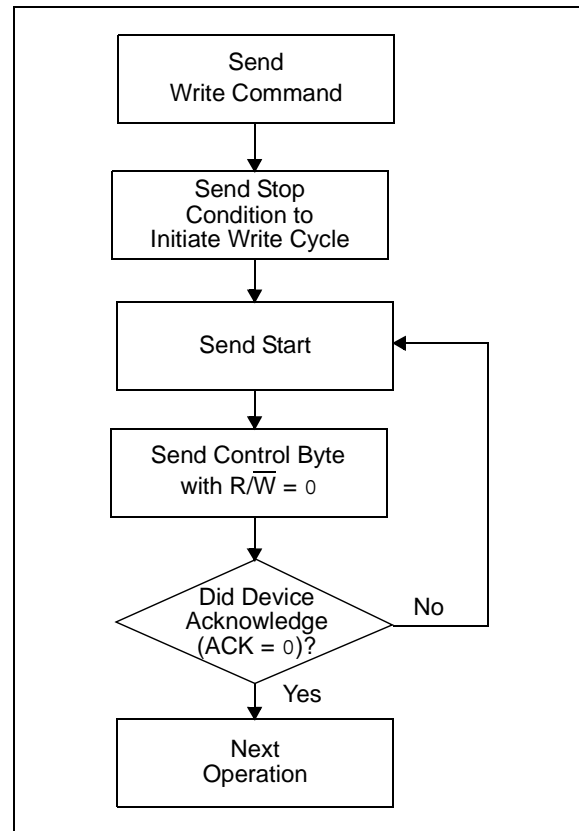 Send
Write Command
Send Stop
Condition to
Initiate Write Cycle
Send Start
Send Control Byte
with R/W̅ = 0
Did Device
Acknowledge
(ACK = 0)?
No
Yes
Next
Operation